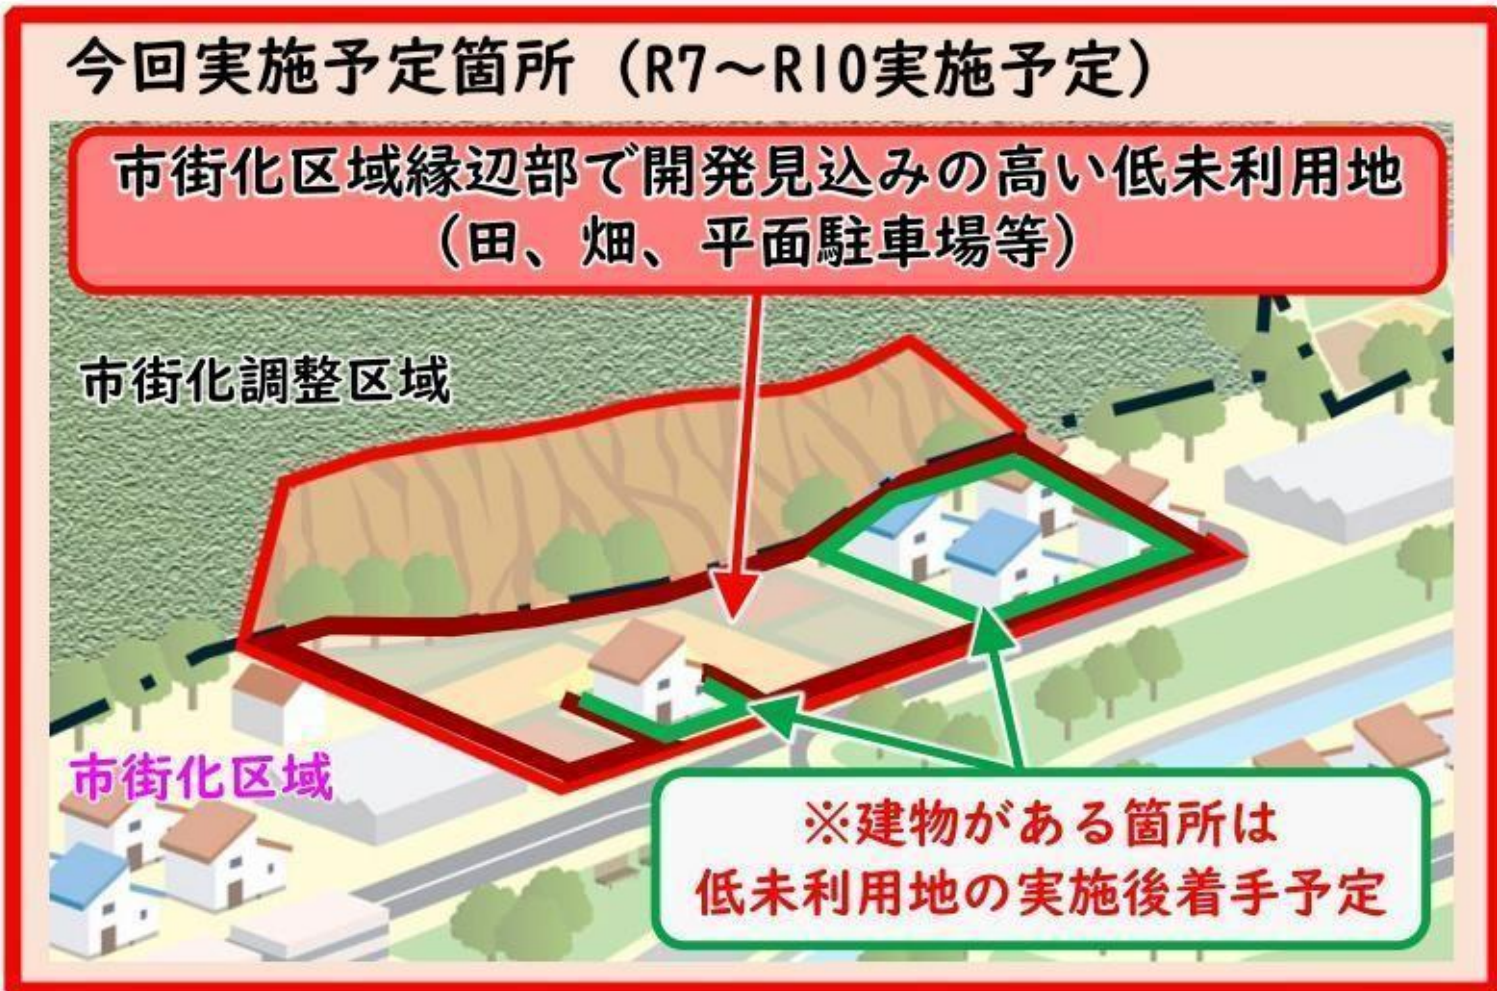 今回実施予定箇所（R7～R10実施予定）
市街化区域縁辺部で開発見込みの高い低未利用地
（田、畑、平面駐車場等）
市街化調整区域
市街化区域
※建物がある箇所は
低未利用地の実施後着手予定